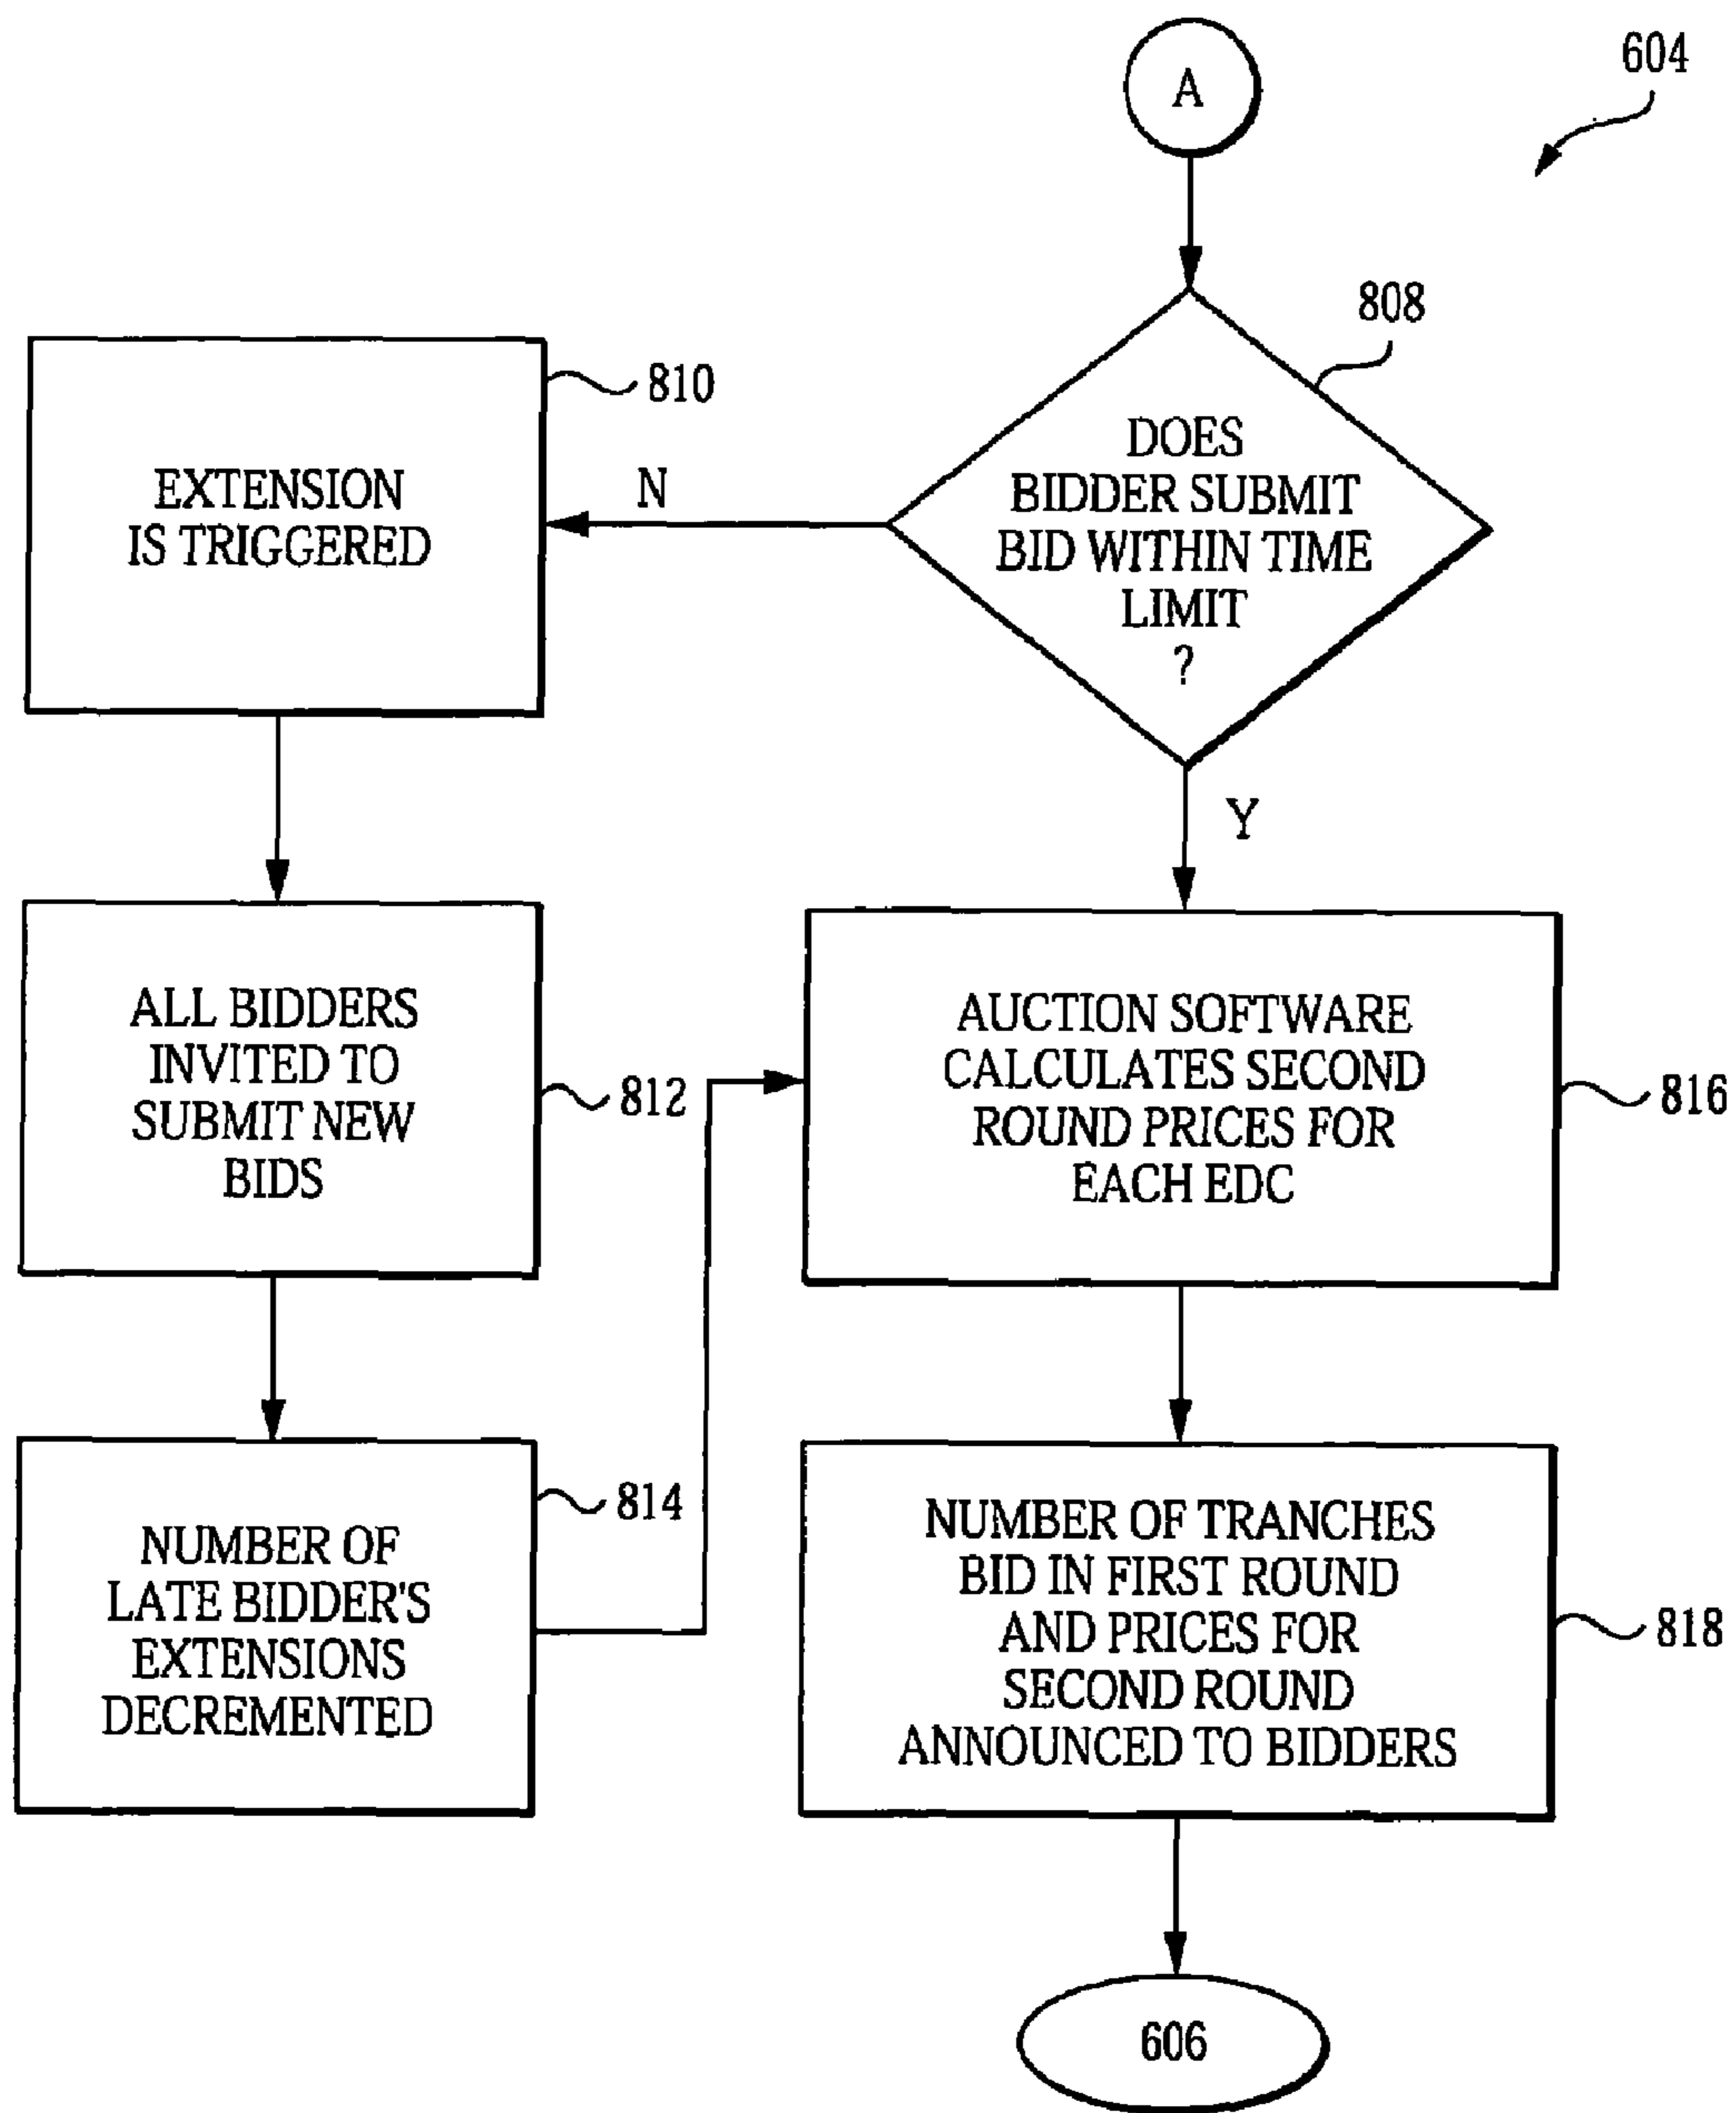 A
604
808
DOES
BIDDER SUBMIT
BID WITHIN TIME
LIMIT
?
N
Y
810
EXTENSION
IS TRIGGERED
ALL BIDDERS
INVITED TO
SUBMIT NEW
BIDS
812
NUMBER OF
LATE BIDDER'S
EXTENSIONS
DECREMENTED
814
AUCTION SOFTWARE
CALCULATES SECOND
ROUND PRICES FOR
EACH EDC
816
NUMBER OF TRANCHES
BID IN FIRST ROUND
AND PRICES FOR
SECOND ROUND
ANNOUNCED TO BIDDERS
818
606